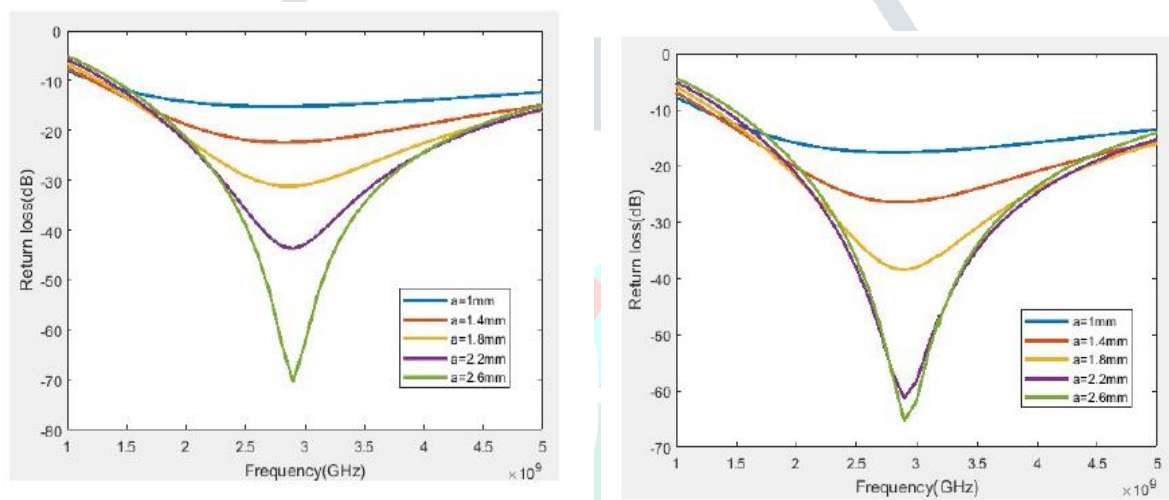 0
-10
-20
-30
-40
-50
-60
-70
-80
Return loss(dB)
a=1mm
a=1.4mm
a=1.8mm
a=2.2mm
a=2.6mm
1 1.5 2 2.5 3 3.5 4 4.5 5
Frequency(GHz) ×10⁹
0
-10
-20
-30
-40
-50
-60
-70
Return loss(dB)
a=1mm
a=1.4mm
a=1.8mm
a=2.2mm
a=2.6mm
1 1.5 2 2.5 3 3.5 4 4.5 5
Frequency(GHz) ×10⁹